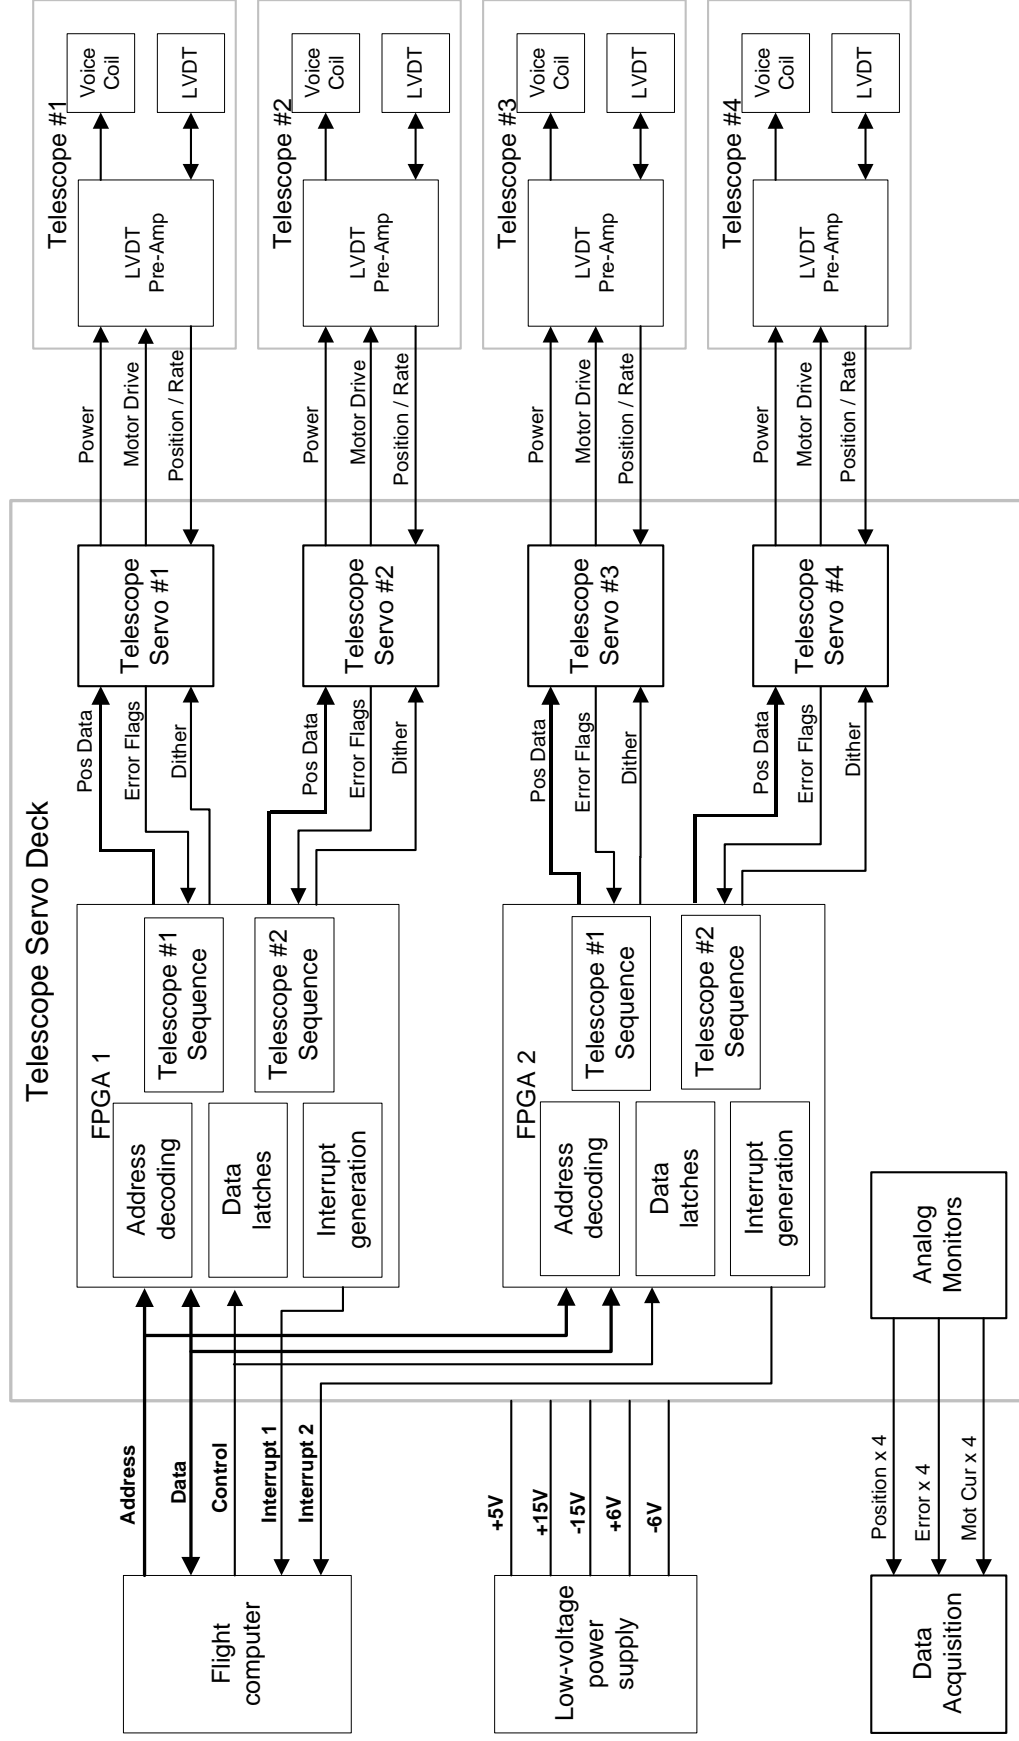 Telescope Servo Deck
Flight
computer
Address
Data
Control
Interrupt 1
Interrupt 2
FPGA 1
Address
decoding
Data
latches
Interrupt
generation
Telescope #1
Sequence
Telescope #2
Sequence
Pos Data
Error Flags
Dither
Telescope
Servo #1
Power
Motor Drive
Position / Rate
Telescope #1
LVDT
Pre-Amp
Voice
Coil
LVDT
Pos Data
Error Flags
Dither
Telescope
Servo #2
Power
Motor Drive
Position / Rate
Telescope #2
LVDT
Pre-Amp
Voice
Coil
LVDT
Low-voltage
power
supply
+5V
+15V
-15V
+6V
-6V
FPGA 2
Address
decoding
Data
latches
Interrupt
generation
Telescope #1
Sequence
Telescope #2
Sequence
Pos Data
Error Flags
Dither
Telescope
Servo #3
Power
Motor Drive
Position / Rate
Telescope #3
LVDT
Pre-Amp
Voice
Coil
LVDT
Pos Data
Error Flags
Dither
Telescope
Servo #4
Power
Motor Drive
Position / Rate
Telescope #4
LVDT
Pre-Amp
Voice
Coil
LVDT
Data
Acquisition
Position x 4
Error x 4
Mot Cur x 4
Analog
Monitors